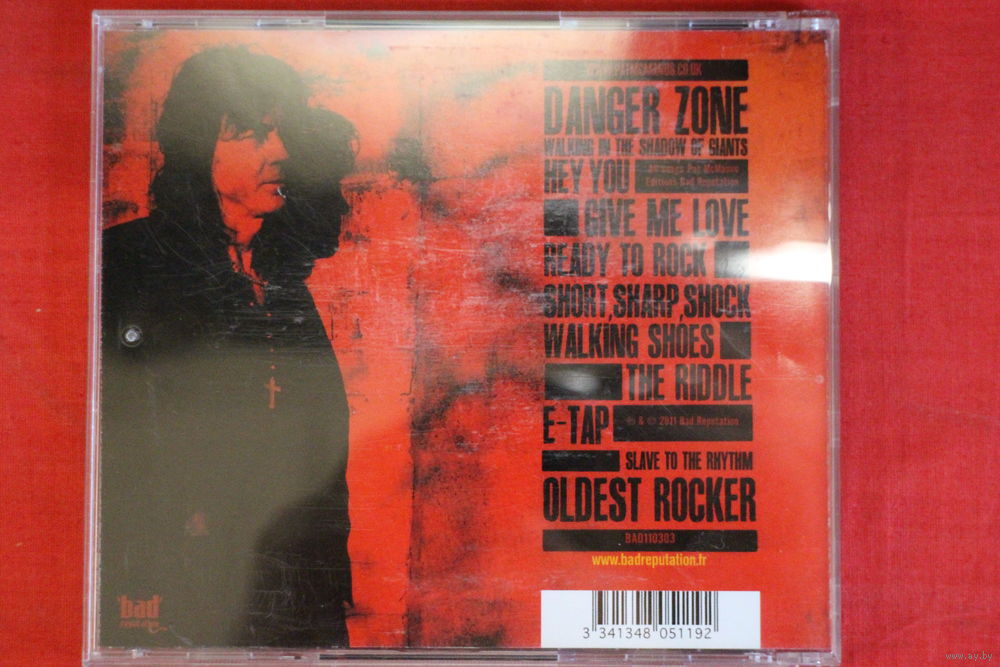 DANGER ZONE
WALKING IN THE SHADOW OF GIANTS
HEY YOU
All songs Pat McManus
Editions Bad Reputation
GIVE ME LOVE
READY TO ROCK
SHORT,SHARP,SHOCK
WALKING SHOES
THE RIDDLE
E-TAP
℗ & © 2011 Bad Reputation
SLAVE TO THE RHYTHM
OLDEST ROCKER
BAD110303
www.badreputation.fr
3 341348 051192
bad
reputation
www.ay.by